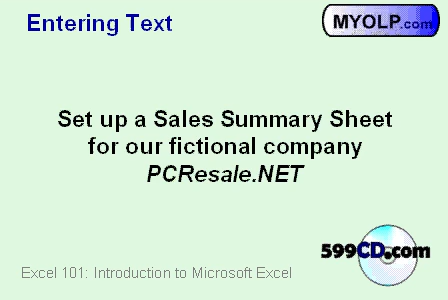 Entering Text
MYOLP.com
Set up a Sales Summary Sheet
for our fictional company
PCResale.NET
599CD.com
Excel 101: Introduction to Microsoft Excel